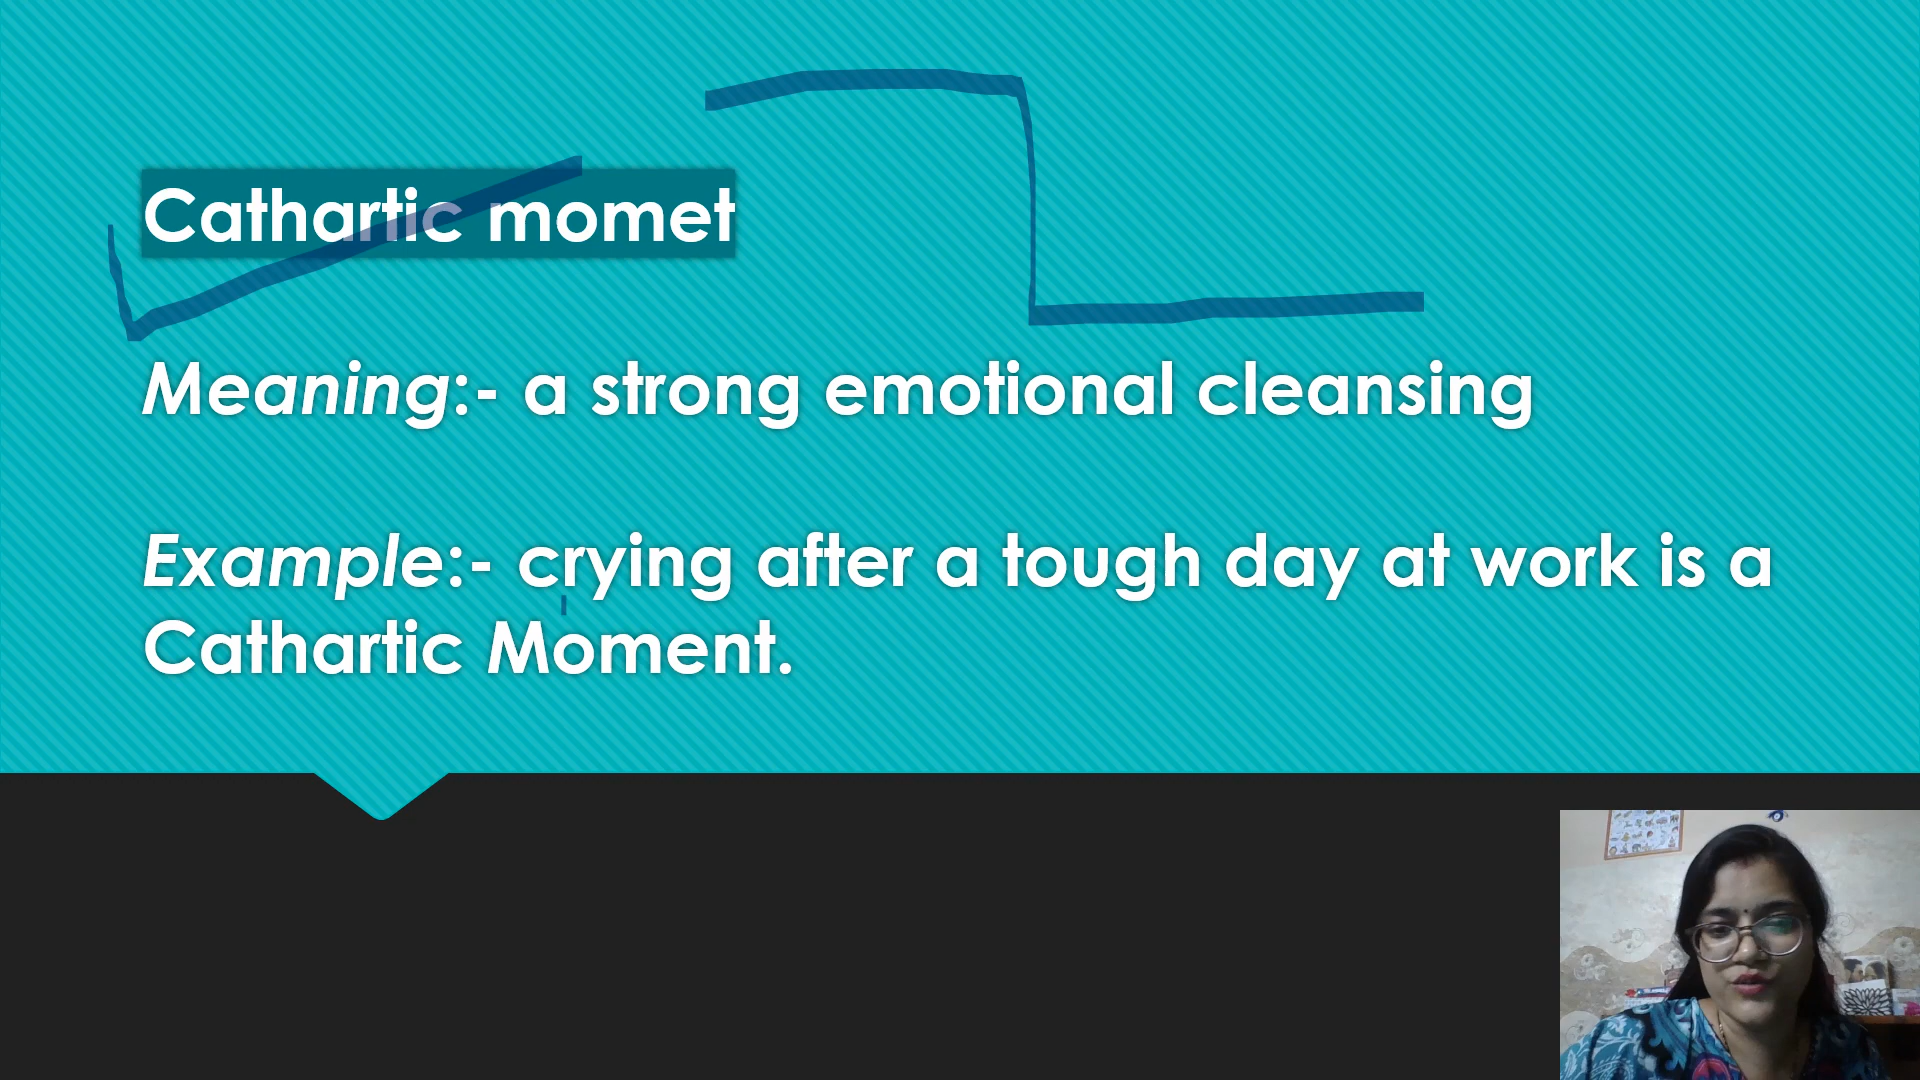 Cathartic momet
Meaning:- a strong emotional cleansing
Example:- crying after a tough day at work is a
Cathartic Moment.